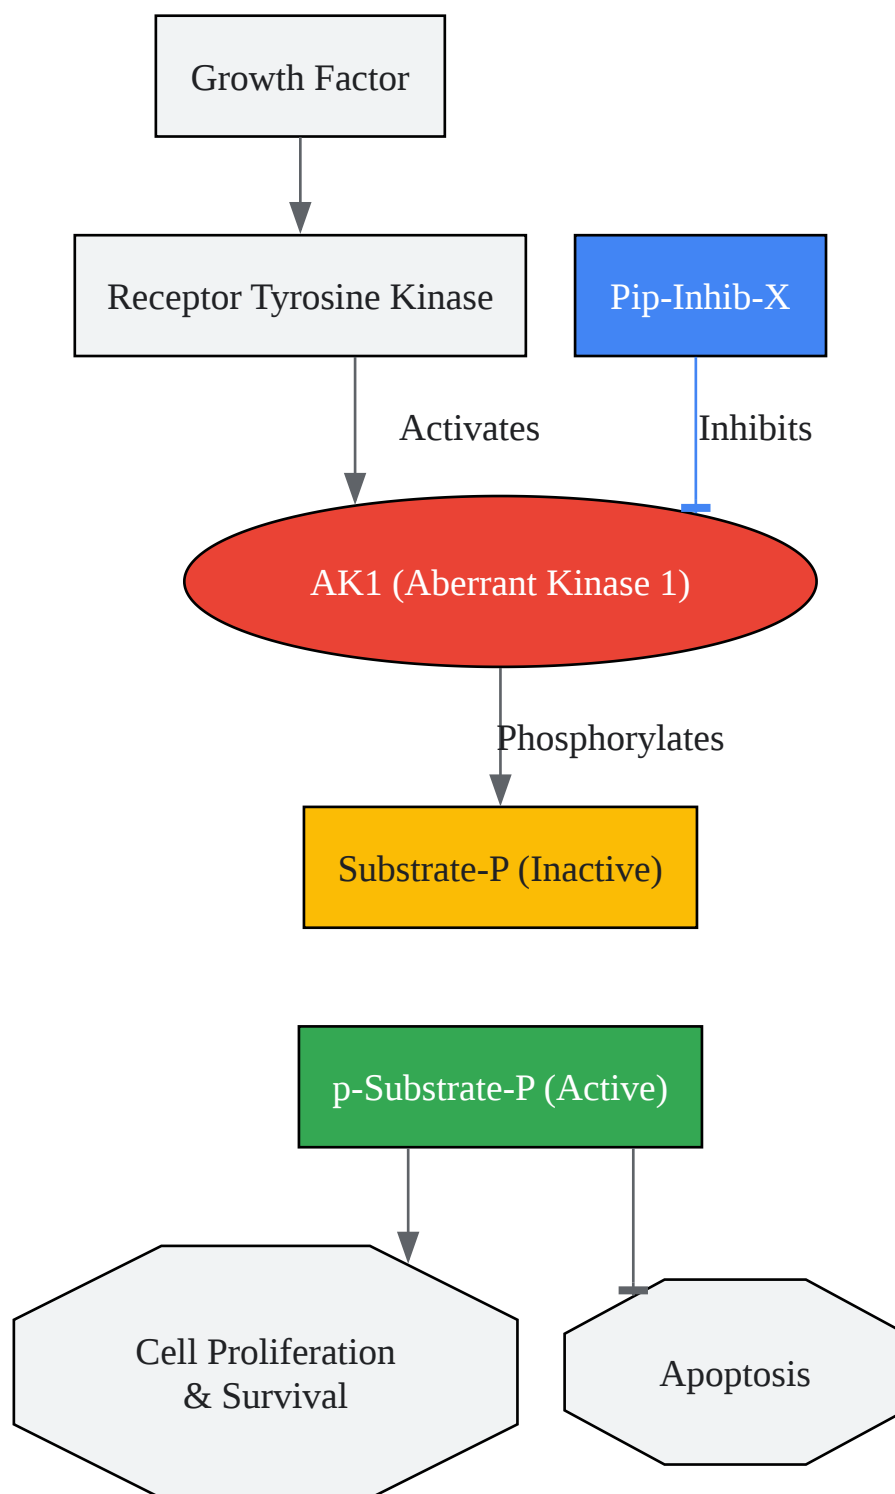 Growth Factor
Receptor Tyrosine Kinase
Pip-Inhib-X
Activates
Inhibits
AK1 (Aberrant Kinase 1)
Phosphorylates
Substrate-P (Inactive)
p-Substrate-P (Active)
Cell Proliferation
& Survival
Apoptosis